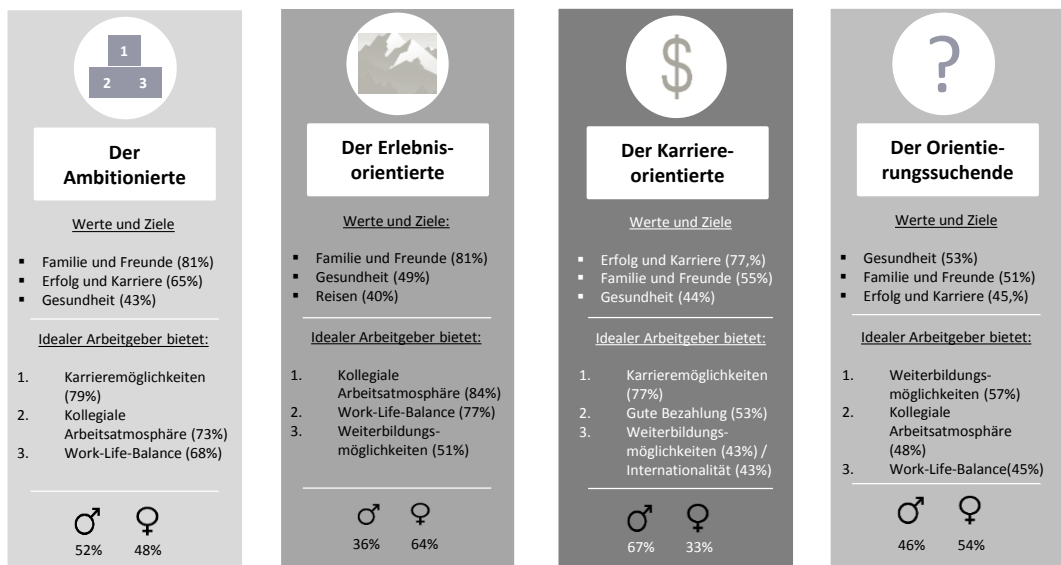 1
2 3
Der
Ambitionierte
Werte und Ziele
▪ Familie und Freunde (81%)
▪ Erfolg und Karriere (65%)
▪ Gesundheit (43%)
Idealer Arbeitgeber bietet:
1. Karrieremöglichkeiten
(79%)
2. Kollegiale
Arbeitsatmosphäre (73%)
3. Work-Life-Balance (68%)
♂ ♀
52% 48%
Der Erlebnis-
orientierte
Werte und Ziele:
▪ Familie und Freunde (81%)
▪ Gesundheit (49%)
▪ Reisen (40%)
Idealer Arbeitgeber bietet:
1. Kollegiale
Arbeitsatmosphäre (84%)
2. Work-Life-Balance (77%)
3. Weiterbildungs-
möglichkeiten (51%)
♂ ♀
36% 64%
$
Der Karriere-
orientierte
Werte und Ziele
▪ Erfolg und Karriere (77,%)
▪ Familie und Freunde (55%)
▪ Gesundheit (44%)
Idealer Arbeitgeber bietet:
1. Karrieremöglichkeiten
(77%)
2. Gute Bezahlung (53%)
3. Weiterbildungs-
möglichkeiten (43%) /
Internationalität (43%)
♂ ♀
67% 33%
?
Der Orientie-
rungssuchende
Werte und Ziele
▪ Gesundheit (53%)
▪ Familie und Freunde (51%)
▪ Erfolg und Karriere (45,%)
Idealer Arbeitgeber bietet:
1. Weiterbildungs-
möglichkeiten (57%)
2. Kollegiale
Arbeitsatmosphäre
(48%)
3. Work-Life-Balance(45%)
♂ ♀
46% 54%